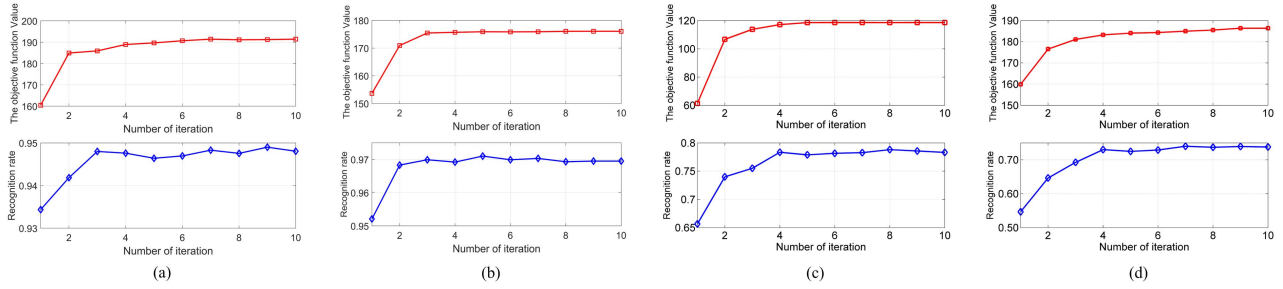 The objective function Value
200
190
180
170
160
2 4 6 8 10
Number of iteration
Recognition rate
0.95
0.94
0.93
2 4 6 8 10
Number of iteration
(a)
The objective function Value
180
170
160
150
2 4 6 8 10
Number of iteration
Recognition rate
0.97
0.96
0.95
2 4 6 8 10
Number of iteration
(b)
The objective function Value
120
100
80
60
2 4 6 8 10
Number of iteration
Recognition rate
0.8
0.75
0.7
0.65
2 4 6 8 10
Number of iteration
(c)
The objective function Value
190
180
170
160
150
2 4 6 8 10
Number of iteration
Recognition rate
0.70
0.60
0.50
2 4 6 8 10
Number of iteration
(d)